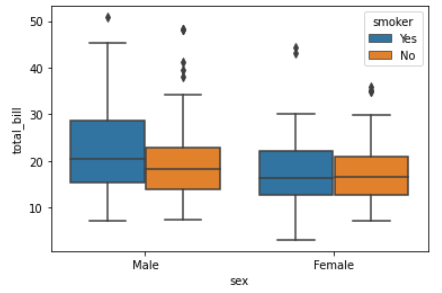 smoker
Yes
No
50
40
30
20
10
total_bill
Male Female
sex